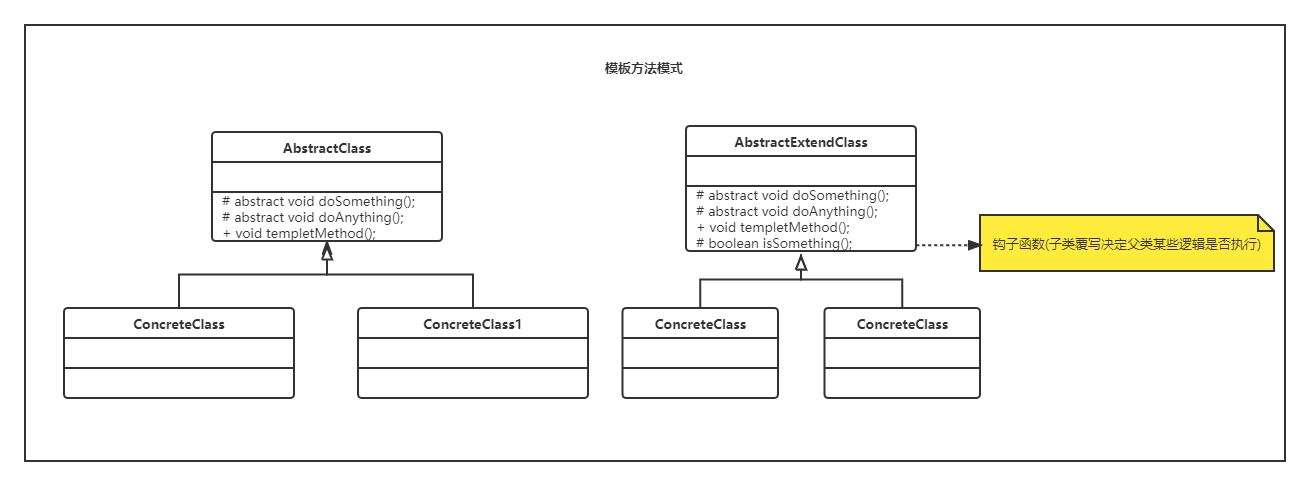 模板方法模式
AbstractClass
# abstract void doSomething();
# abstract void doAnything();
+ void templetMethod();
ConcreteClass
ConcreteClass1
AbstractExtendClass
# abstract void doSomething();
# abstract void doAnything();
+ void templetMethod();
# boolean isSomething();
钩子函数(子类覆写决定父类某些逻辑是否执行)
ConcreteClass
ConcreteClass